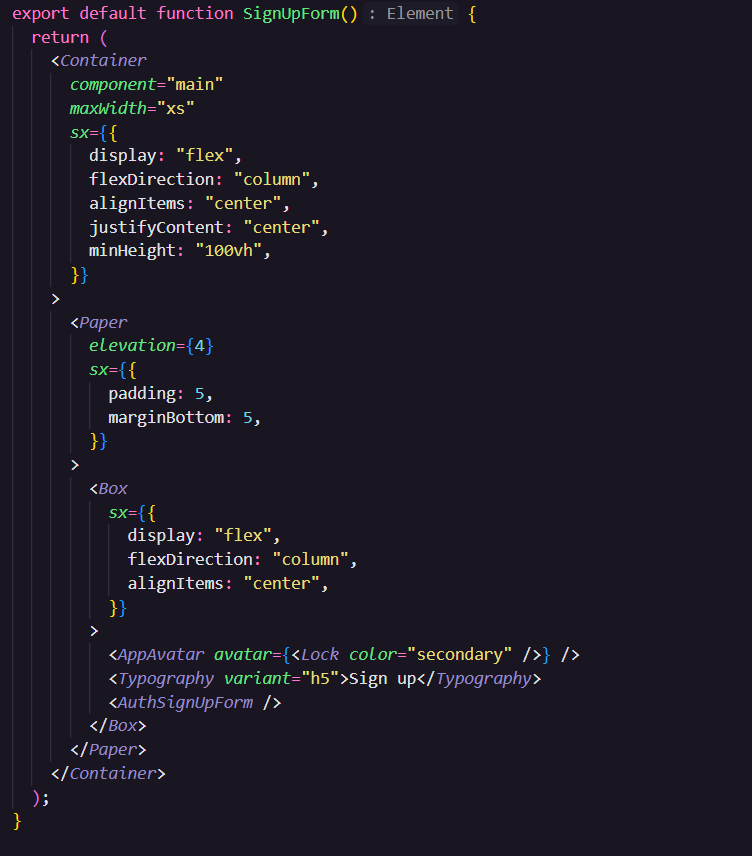 export default function SignUpForm() : Element {
  return (
    <Container
      component="main"
      maxWidth="xs"
      sx={{
        display: "flex",
        flexDirection: "column",
        alignItems: "center",
        justifyContent: "center",
        minHeight: "100vh",
      }}
    >
      <Paper
        elevation={4}
        sx={{
          padding: 5,
          marginBottom: 5,
        }}
      >
        <Box
          sx={{
            display: "flex",
            flexDirection: "column",
            alignItems: "center",
          }}
        >
          <AppAvatar avatar={<Lock color="secondary" />} />
          <Typography variant="h5">Sign up</Typography>
          <AuthSignUpForm />
        </Box>
      </Paper>
    </Container>
  );
}